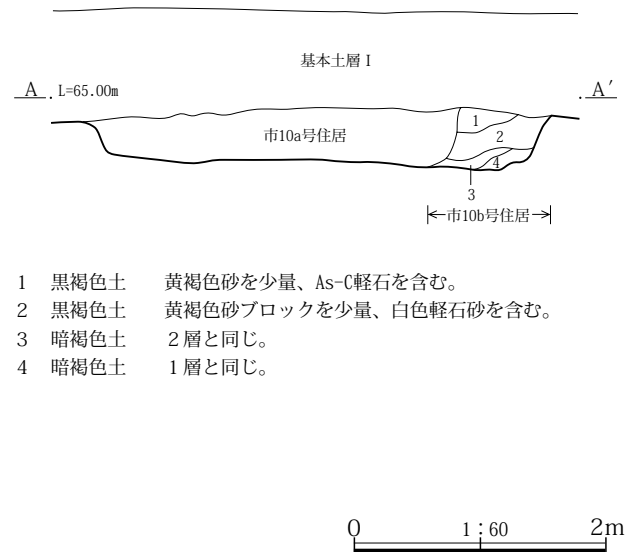 基本土層Ⅰ
A . L=65.00m
. A′
市10a号住居
1
2
4
3
市10b号住居
1 黒褐色土 黄褐色砂を少量、As-C軽石を含む。
2 黒褐色土 黄褐色砂ブロックを少量、白色軽石砂を含む。
3 暗褐色土 2層と同じ。
4 暗褐色土 1層と同じ。
0 1：60 2m